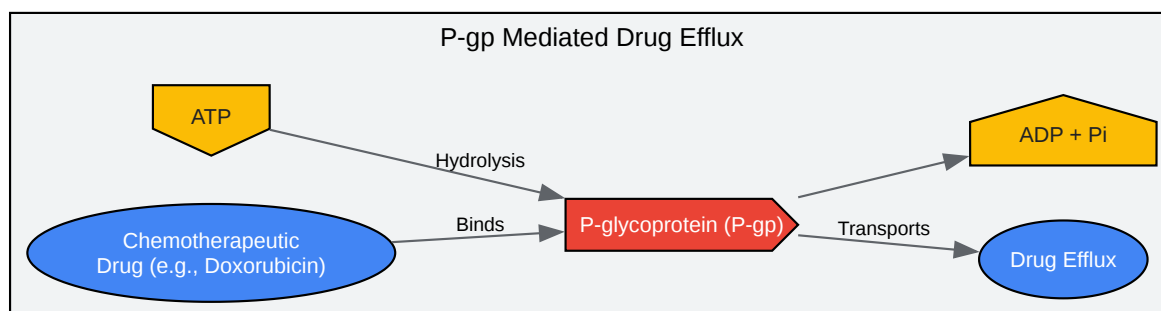 P-gp Mediated Drug Efflux
ATP
Hydrolysis
ADP + Pi
Chemotherapeutic
Drug (e.g., Doxorubicin)
Binds
P-glycoprotein (P-gp)
Transports
Drug Efflux